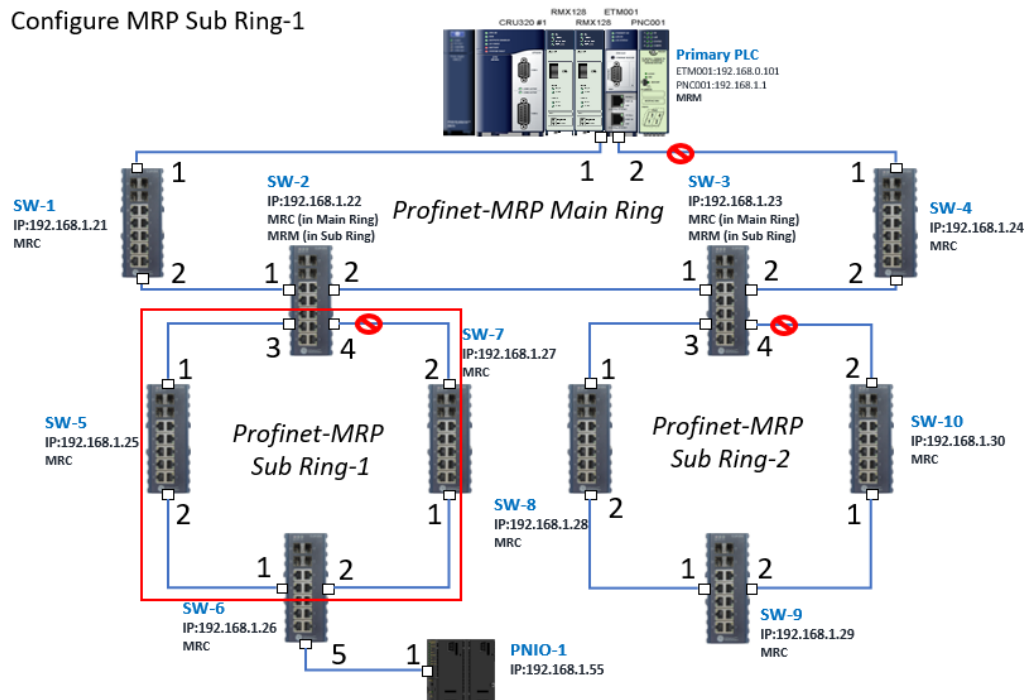 Configure MRP Sub Ring-1
RMX128
ETM001
CRU320 #1
RMX128
PNC001
Primary PLC
ETM001:192.168.0.101
PNC001:192.168.1.1
MRM
1
2
1
SW-1
IP:192.168.1.21
MRC
2
SW-2
IP:192.168.1.22
MRC (in Main Ring)
MRM (in Sub Ring)
Profinet-MRP Main Ring
SW-3
IP:192.168.1.23
MRC (in Main Ring)
MRM (in Sub Ring)
1
SW-4
IP:192.168.1.24
MRC
2
1
2
3
4
1
2
3
4
SW-7
IP:192.168.1.27
MRC
2
1
1
SW-5
IP:192.168.1.25
MRC
2
Profinet-MRP
Sub Ring-1
1
SW-8
IP:192.168.1.28
MRC
2
Profinet-MRP
Sub Ring-2
2
SW-10
IP:192.168.1.30
MRC
1
1
2
SW-6
IP:192.168.1.26
MRC
5
1
PNIO-1
IP:192.168.1.55
1
2
SW-9
IP:192.168.1.29
MRC